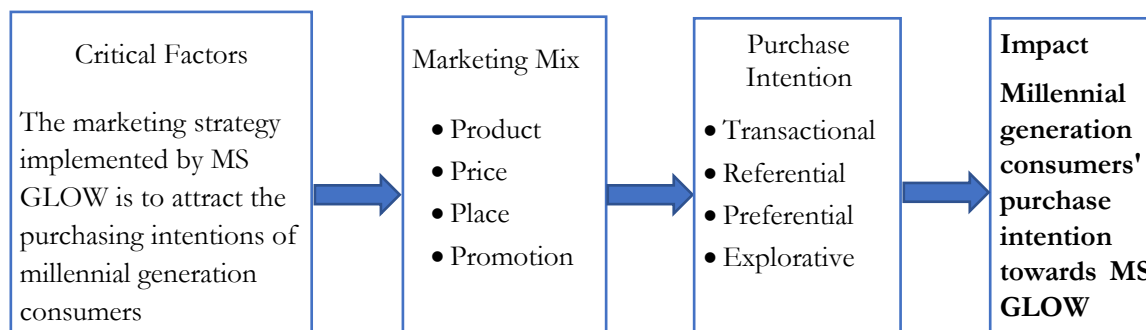 Critical Factors
The marketing strategy
implemented by MS
GLOW is to attract the
purchasing intentions of
millennial generation
consumers
Marketing Mix
• Product
• Price
• Place
• Promotion
Purchase
Intention
• Transactional
• Referential
• Preferential
• Explorative
Impact
Millennial
generation
consumers'
purchase
intention
towards MS
GLOW